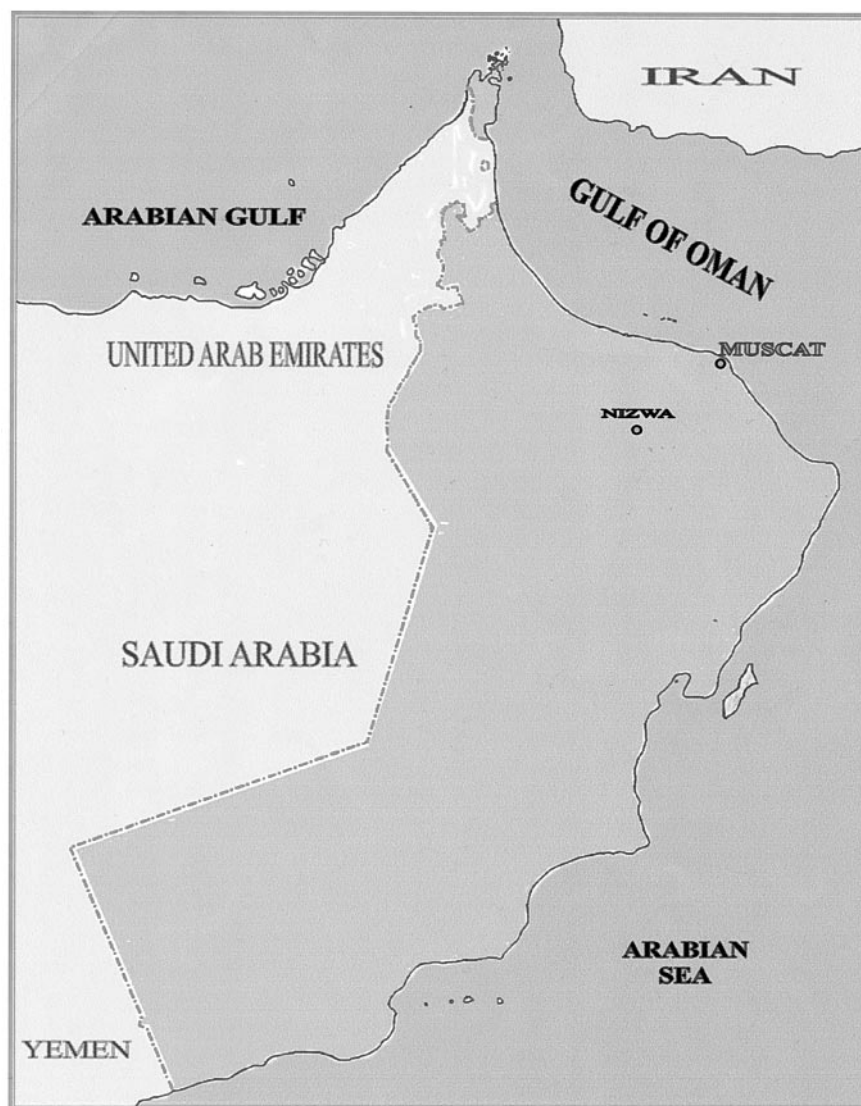 IRAN
ARABIAN GULF
GULF OF OMAN
UNITED ARAB EMIRATES
MUSCAT
NIZWA
SAUDI ARABIA
ARABIAN
SEA
YEMEN